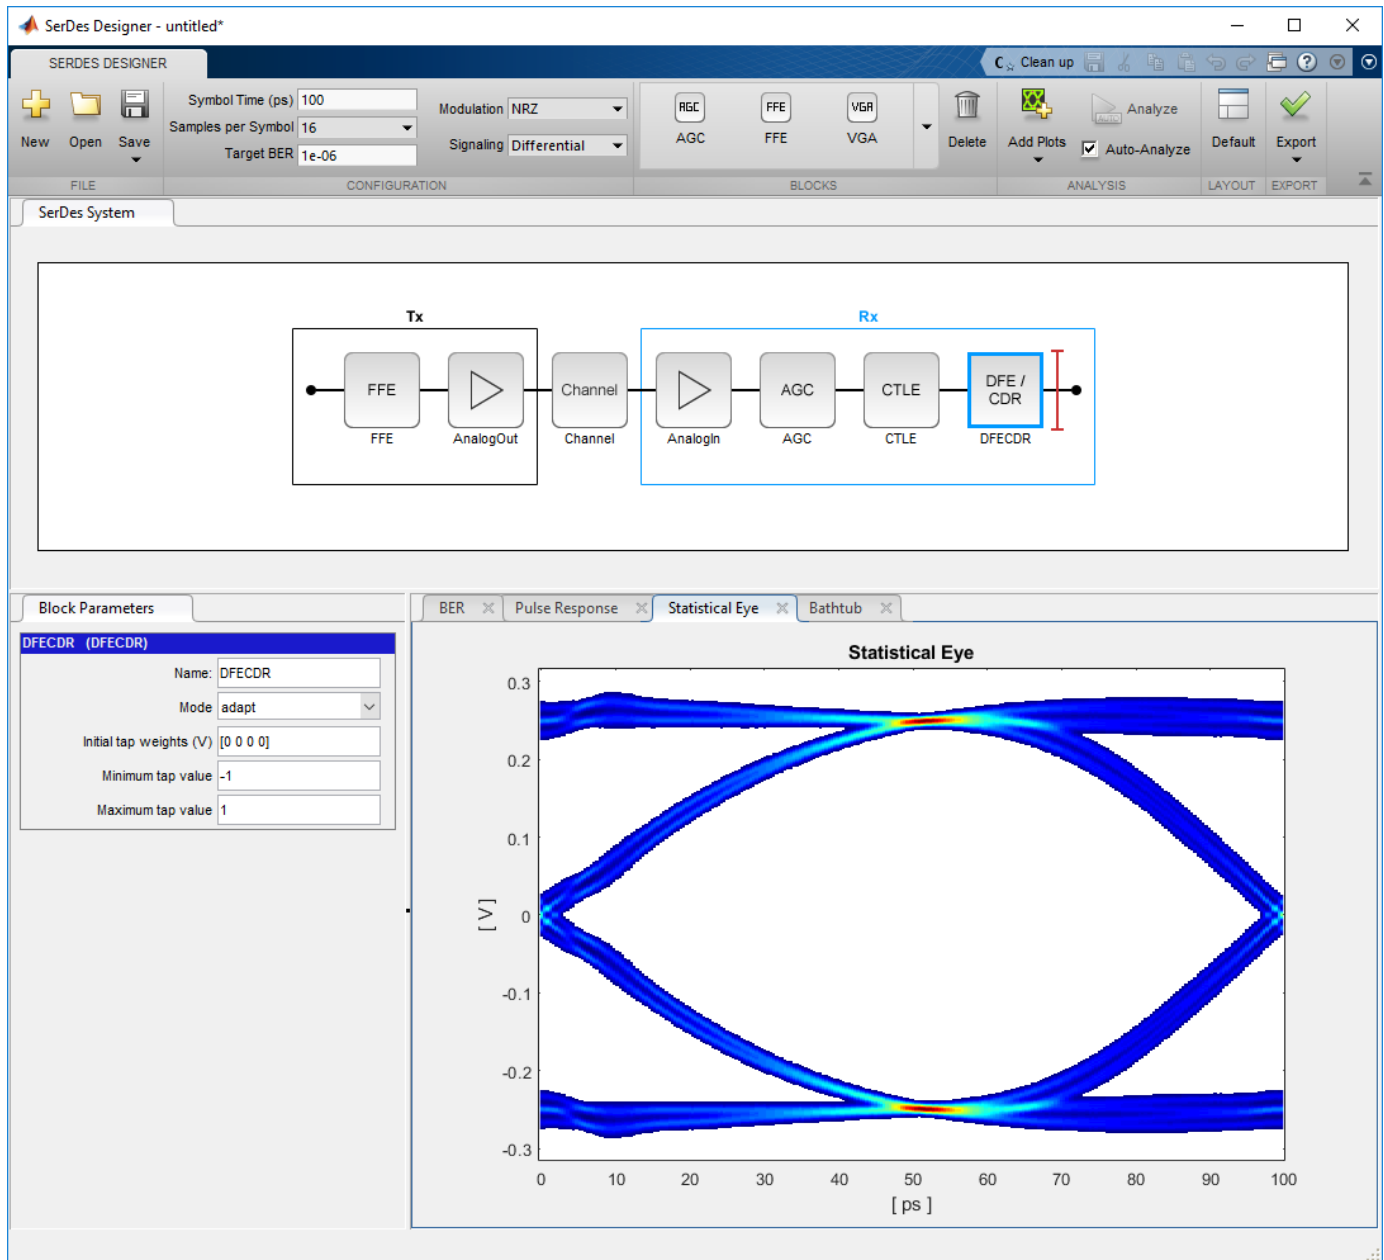 SerDes Designer - untitled*
SERDES DESIGNER
Clean up
New
Open
Save
Symbol Time (ps) 100
Samples per Symbol 16
Target BER 1e-06
Modulation NRZ
Signaling Differential
AGC
AGC
FFE
FFE
VGA
VGA
Delete
Add Plots
AUTO
Analyze
Auto-Analyze
Default
Export
FILE
CONFIGURATION
BLOCKS
ANALYSIS
LAYOUT
EXPORT
SerDes System
Tx
Rx
FFE
Channel
AGC
CTLE
DFE /
CDR
FFE
AnalogOut
Channel
AnalogIn
AGC
CTLE
DFECDR
Block Parameters
DFECDR (DFECDR)
Name: DFECDR
Mode adapt
Initial tap weights (V) [0 0 0 0]
Minimum tap value -1
Maximum tap value 1
BER
Pulse Response
Statistical Eye
Bathtub
Statistical Eye
[ V ]
0.3
0.2
0.1
0
-0.1
-0.2
-0.3
0 10 20 30 40 50 60 70 80 90 100
[ ps ]